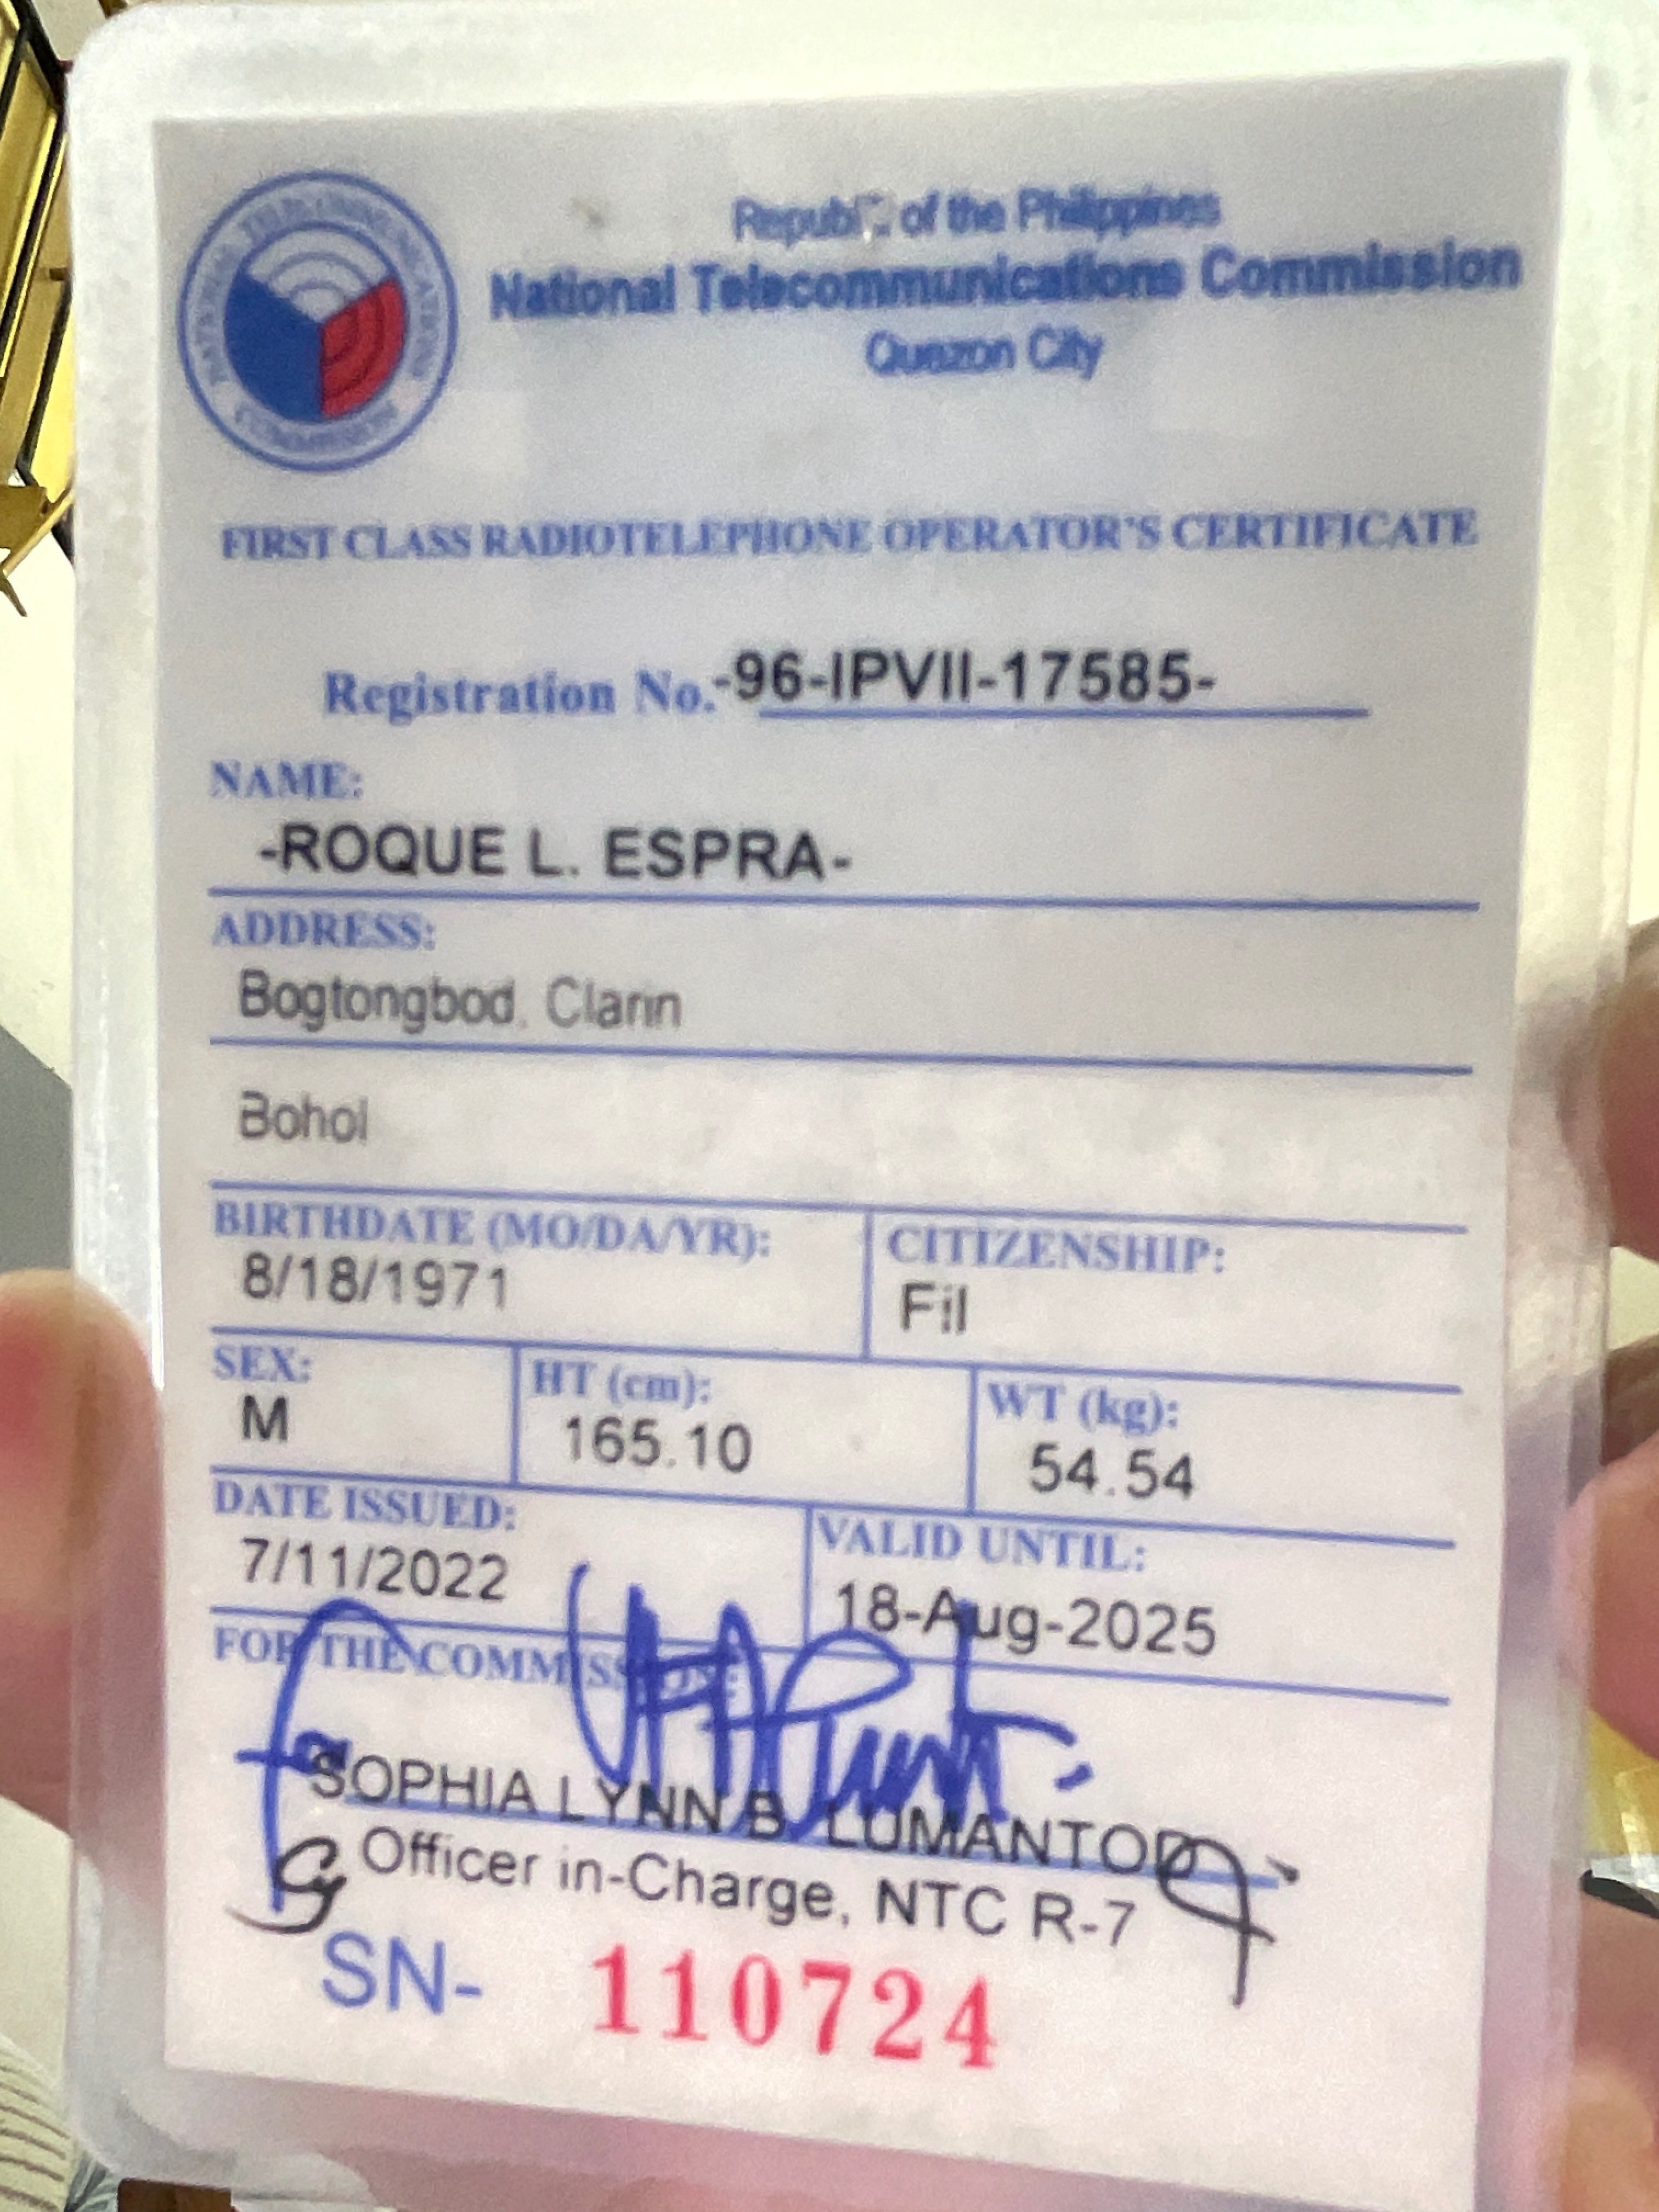 NATIONAL TELECOMMUNICATIONS
COMMISSION
Republic of the Philippines
National Telecommunications Commission
Quezon City
FIRST CLASS RADIOTELEPHONE OPERATOR'S CERTIFICATE
Registration No. -96-IPVII-17585-
NAME:
-ROQUE L. ESPRA-
ADDRESS:
Bogtongbod, Clarin
Bohol
BIRTHDATE (MO/DA/YR): CITIZENSHIP:
8/18/1971 Fil
SEX: HT (cm): WT (kg):
M 165.10 54.54
DATE ISSUED: VALID UNTIL:
7/11/2022 18-Aug-2025
FOR THE COMMISSION:
SOPHIA LYNN B. LUMANTOD
Officer in-Charge, NTC R-7
SN- 110724